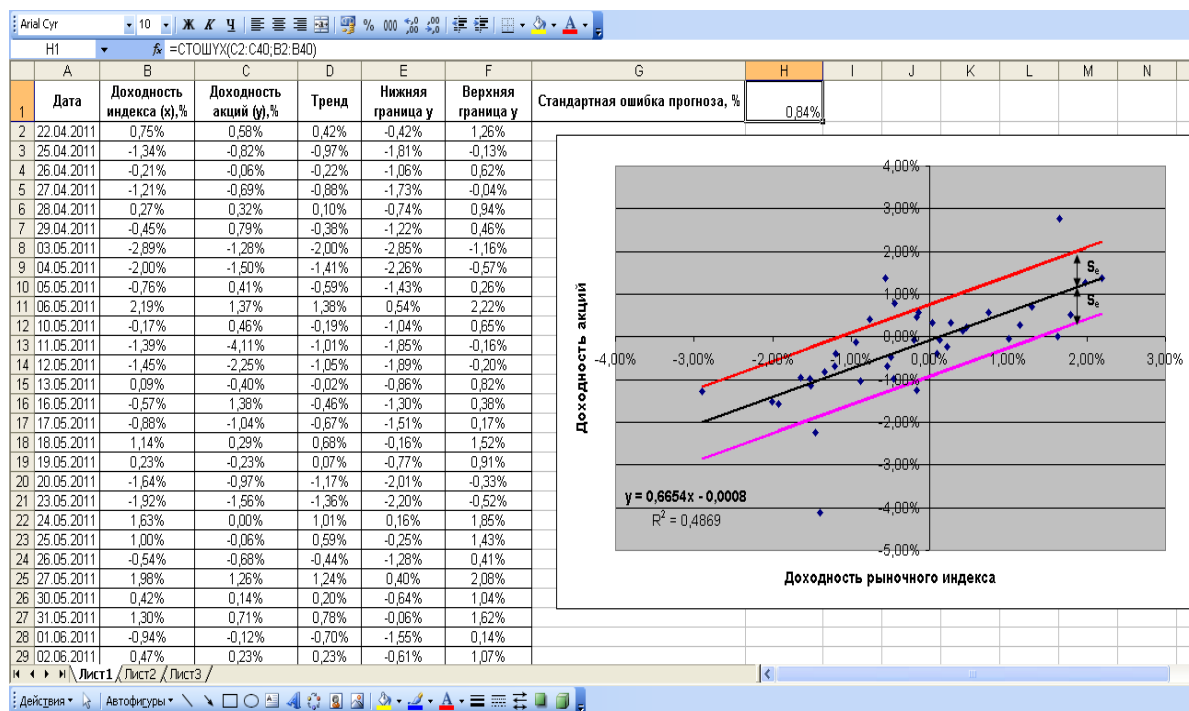 Arial Cyr 10 Ж К Ч % 000
H1 fx =СТОШYX(C2:C40;B2:B40)
A B C D E F G H I J K L M N
1 Дата Доходность индекса (x),% Доходность акций (y),% Тренд Нижняя граница y Верхняя граница y Стандартная ошибка прогноза, % 0,84%
2 22.04.2011 0,75% 0,58% 0,42% -0,42% 1,26%
3 25.04.2011 -1,34% -0,82% -0,97% -1,81% -0,13%
4 26.04.2011 -0,21% -0,06% -0,22% -1,06% 0,62%
5 27.04.2011 -1,21% -0,69% -0,88% -1,73% -0,04%
6 28.04.2011 0,27% 0,32% 0,10% -0,74% 0,94%
7 29.04.2011 -0,45% 0,79% -0,38% -1,22% 0,46%
8 03.05.2011 -2,89% -1,28% -2,00% -2,85% -1,16%
9 04.05.2011 -2,00% -1,50% -1,41% -2,26% -0,57%
10 05.05.2011 -0,76% 0,41% -0,59% -1,43% 0,26%
11 06.05.2011 2,19% 1,37% 1,38% 0,54% 2,22%
12 10.05.2011 -0,17% 0,46% -0,19% -1,04% 0,65%
13 11.05.2011 -1,39% -4,11% -1,01% -1,85% -0,16%
14 12.05.2011 -1,45% -2,25% -1,05% -1,89% -0,20%
15 13.05.2011 0,09% -0,40% -0,02% -0,86% 0,82%
16 16.05.2011 -0,57% 1,38% -0,46% -1,30% 0,38%
17 17.05.2011 -0,88% -1,04% -0,67% -1,51% 0,17%
18 18.05.2011 1,14% 0,29% 0,68% -0,16% 1,52%
19 19.05.2011 0,23% -0,23% 0,07% -0,77% 0,91%
20 20.05.2011 -1,64% -0,97% -1,17% -2,01% -0,33%
21 23.05.2011 -1,92% -1,56% -1,36% -2,20% -0,52%
22 24.05.2011 1,63% 0,00% 1,01% 0,16% 1,85%
23 25.05.2011 1,00% -0,06% 0,59% -0,25% 1,43%
24 26.05.2011 -0,54% -0,68% -0,44% -1,28% 0,41%
25 27.05.2011 1,98% 1,26% 1,24% 0,40% 2,08%
26 30.05.2011 0,42% 0,14% 0,20% -0,64% 1,04%
27 31.05.2011 1,30% 0,71% 0,78% -0,06% 1,62%
28 01.06.2011 -0,94% -0,12% -0,70% -1,55% 0,14%
29 02.06.2011 0,47% 0,23% 0,23% -0,61% 1,07%
4,00%
3,00%
2,00%
Se
1,00%
Se
0,00%
-4,00% -3,00% -2,00% -1,00% 0,00% 1,00% 2,00% 3,00%
-1,00%
-2,00%
-3,00%
-4,00%
-5,00%
Доходность акций
y = 0,6654x - 0,0008
R² = 0,4869
Доходность рыночного индекса
Лист1 Лист2 Лист3
Действия Автофигуры